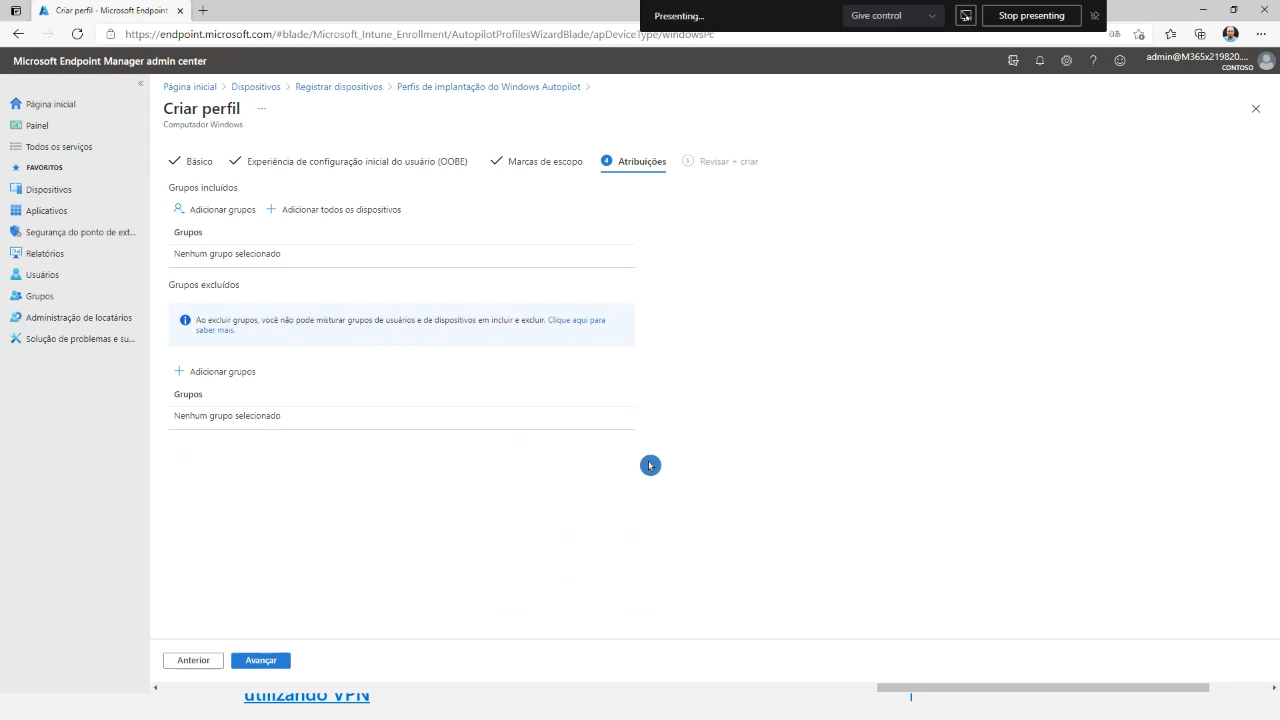 Criar perfil - Microsoft Endpoint
Presenting...
Give control
Stop presenting
https://endpoint.microsoft.com/#blade/Microsoft_Intune_Enrollment/AutopilotProfilesWizardBlade/apDeviceType/windowsPc
Microsoft Endpoint Manager admin center
admin@M365x219820....
CONTOSO
Página inicial > Dispositivos > Registrar dispositivos > Perfis de implantação do Windows Autopilot >
Criar perfil ...
Computador Windows
Página inicial
Painel
Todos os serviços
FAVORITOS
Dispositivos
Aplicativos
Segurança do ponto de ext...
Relatórios
Usuários
Grupos
Administração de locatários
Solução de problemas e su...
Básico
Experiência de configuração inicial do usuário (OOBE)
Marcas de escopo
4 Atribuições
5 Revisar + criar
Grupos incluídos
Adicionar grupos
Adicionar todos os dispositivos
Grupos
Nenhum grupo selecionado
Grupos excluídos
Ao excluir grupos, você não pode misturar grupos de usuários e de dispositivos em incluir e excluir. Clique aqui para
saber mais.
Adicionar grupos
Grupos
Nenhum grupo selecionado
Anterior
Avançar
utilizando VPN